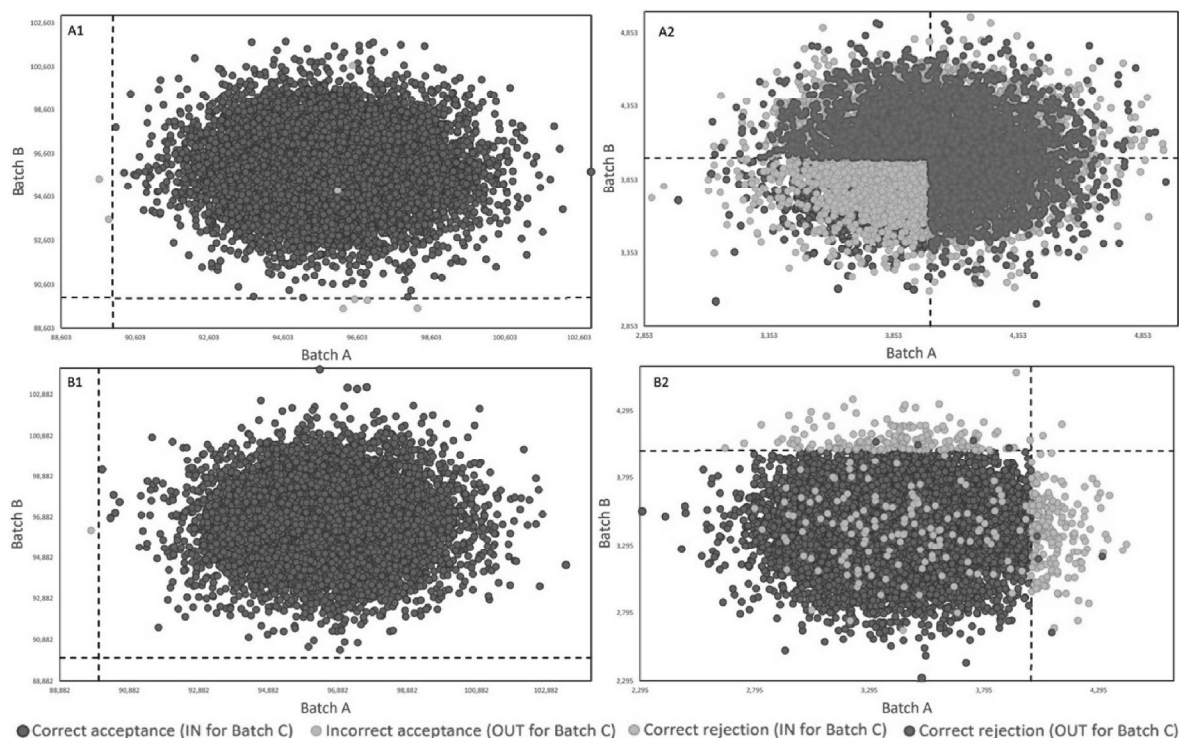 102,603
A1
100,603
98,603
Batch B
96,603
94,603
92,603
90,603
88,603
88,603 90,603 92,603 94,603 96,603 98,603 100,603 102,603
Batch A
4,853
A2
4,353
Batch B
3,853
3,353
2,853
2,853 3,353 3,853 4,353 4,853
Batch A
B1
102,882
100,882
98,882
Batch B
96,882
94,882
92,882
90,882
88,882
88,882 90,882 92,882 94,882 96,882 98,882 100,882 102,882
Batch A
B2
4,295
3,795
Batch B
3,295
2,795
2,295
2,295 2,795 3,295 3,795 4,295
Batch A
Correct acceptance (IN for Batch C) Incorrect acceptance (OUT for Batch C) Correct rejection (IN for Batch C) Correct rejection (OUT for Batch C)